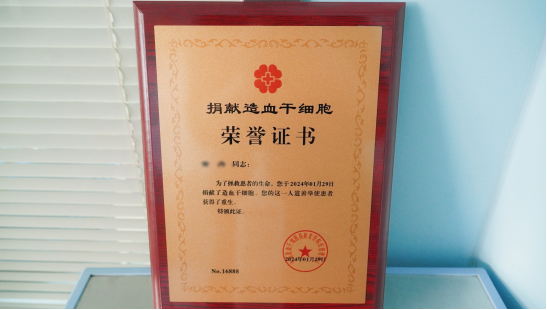 捐献造血干细胞
荣誉证书
同志:
为了拯救患者的生命,您于2024年01月29日
捐献了造血干细胞。您的这一人道善举使患者
获得了重生。
特颁此证。
2024年01月29日
No.16888